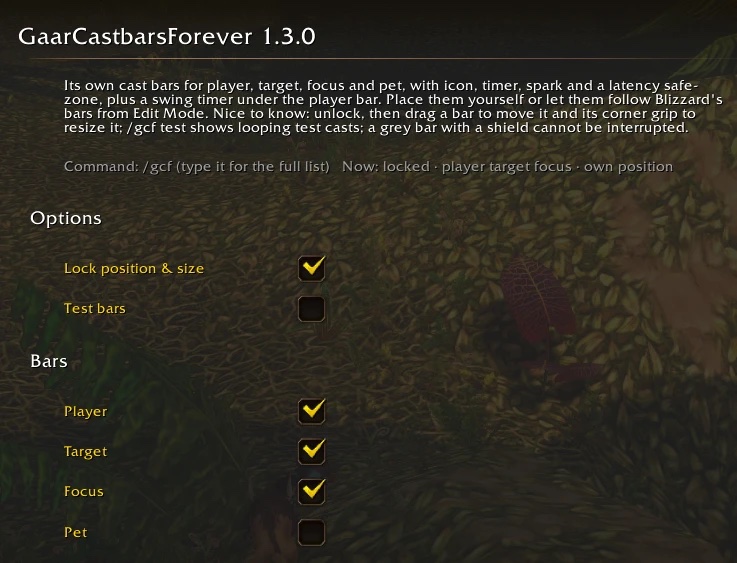 GaarCastbarsForever 1.3.0
Its own cast bars for player, target, focus and pet, with icon, timer, spark and a latency safe-
zone, plus a swing timer under the player bar. Place them yourself or let them follow Blizzard's
bars from Edit Mode. Nice to know: unlock, then drag a bar to move it and its corner grip to
resize it; /gcf test shows looping test casts; a grey bar with a shield cannot be interrupted.
Command: /gcf (type it for the full list)   Now: locked · player target focus · own position
Options
Lock position & size
Test bars
Bars
Player
Target
Focus
Pet